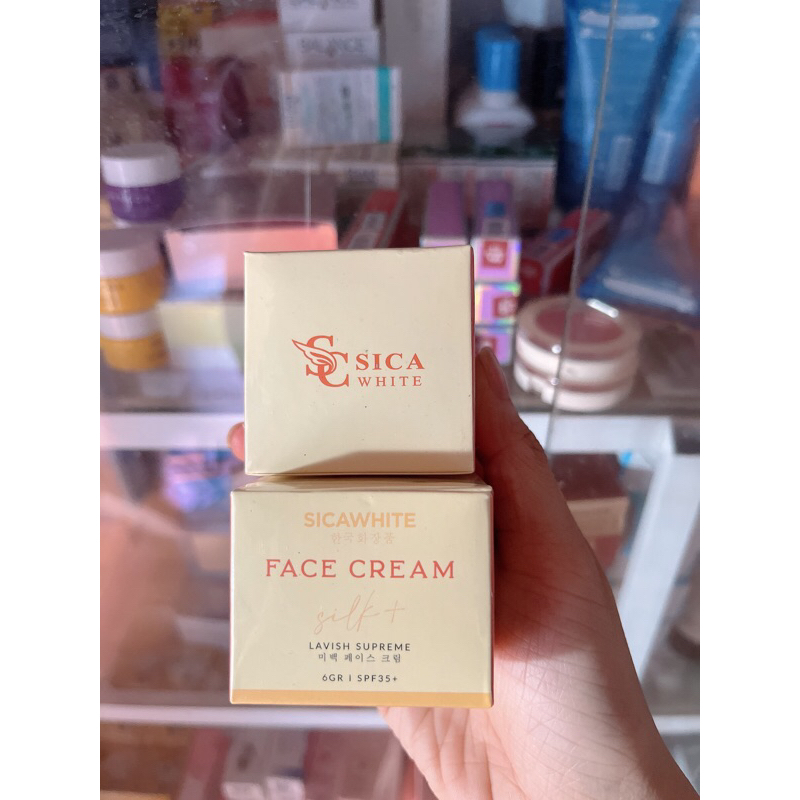 SC SICA
WHITE
SICAWHITE
한국화장품
FACE CREAM
silk+
LAVISH SUPREME
미백 페이스 크림
6GR | SPF35+